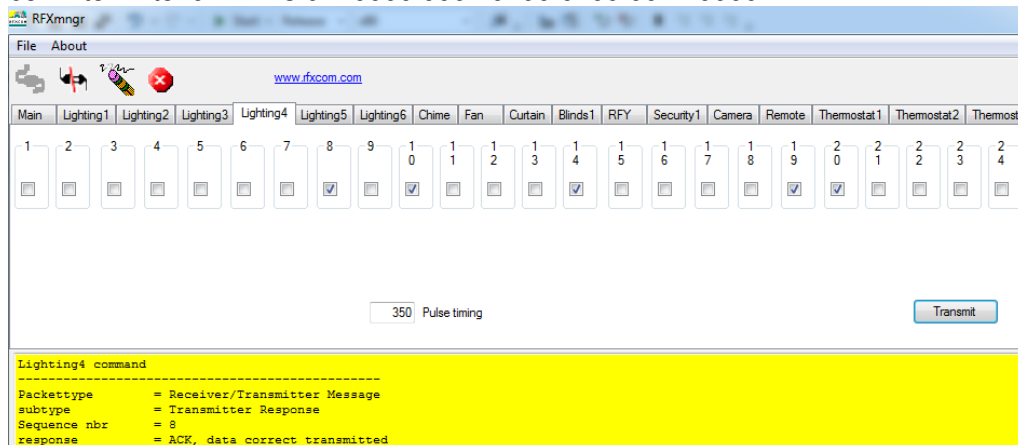 RFXmngr
File About
www.rfxcom.com
Main Lighting1 Lighting2 Lighting3 Lighting4 Lighting5 Lighting6 Chime Fan Curtain Blinds1 RFY Security1 Camera Remote Thermostat1 Thermostat2 Thermost
1 2 3 4 5 6 7 8 9 10 11 12 13 14 15 16 17 18 19 20 21 22 23 24
350 Pulse timing
Transmit
Lighting4 command
------------------------------------------------
Packettype = Receiver/Transmitter Message
subtype = Transmitter Response
Sequence nbr = 8
response = ACK, data correct transmitted